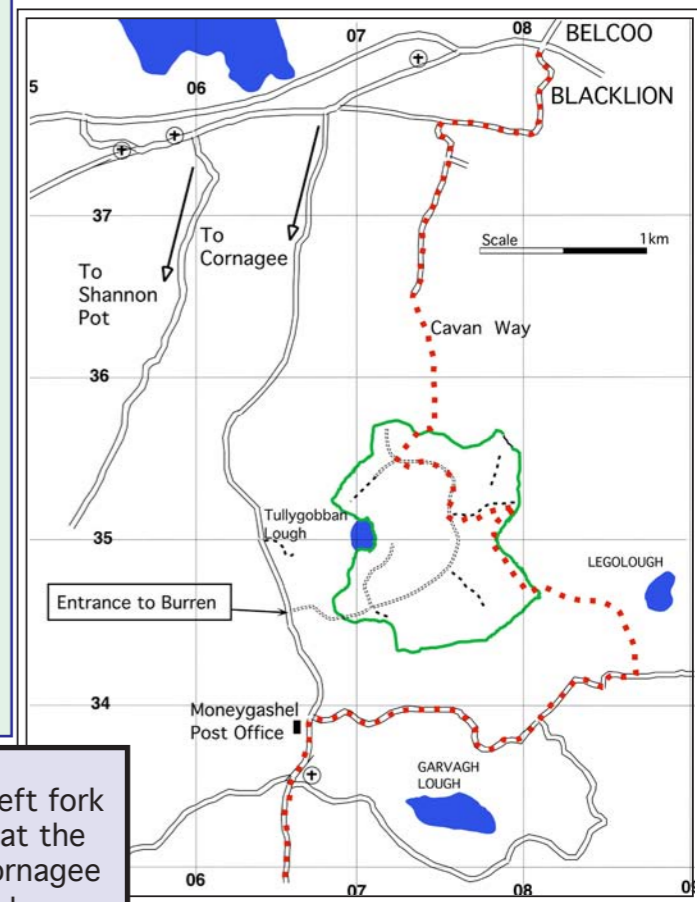 07
08
BELCOO
5
06
BLACKLION
37
To
Cornagee
Scale
1km
To
Shannon
Pot
Cavan Way
36
Tullygobban
Lough
35
LEGOLOUGH
Entrance to Burren
34
Moneygashel
Post Office
GARVAGH
LOUGH
eft fork
at the
ornagee
06
07
08